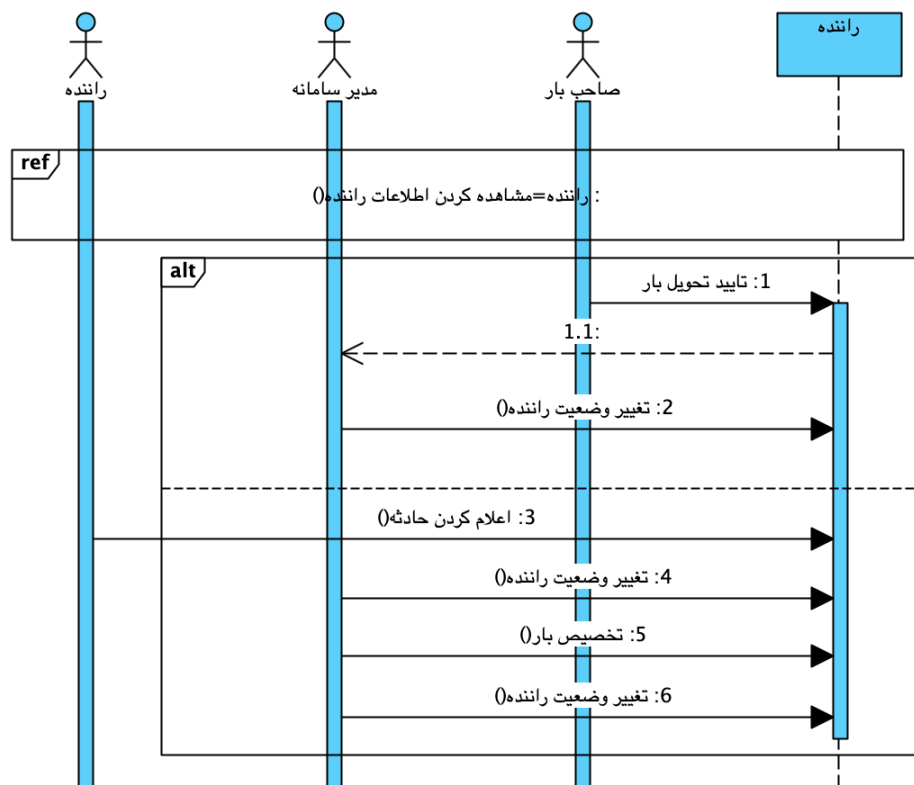 راننده
مدیر سامانه
صاحب بار
راننده
ref
: راننده=مشاهده کردن اطلاعات راننده()
alt
1: تایید تحویل بار
1.1:
2: تغییر وضعیت راننده()
3: اعلام کردن حادثه()
4: تغییر وضعیت راننده()
5: تخصیص بار()
6: تغییر وضعیت راننده()